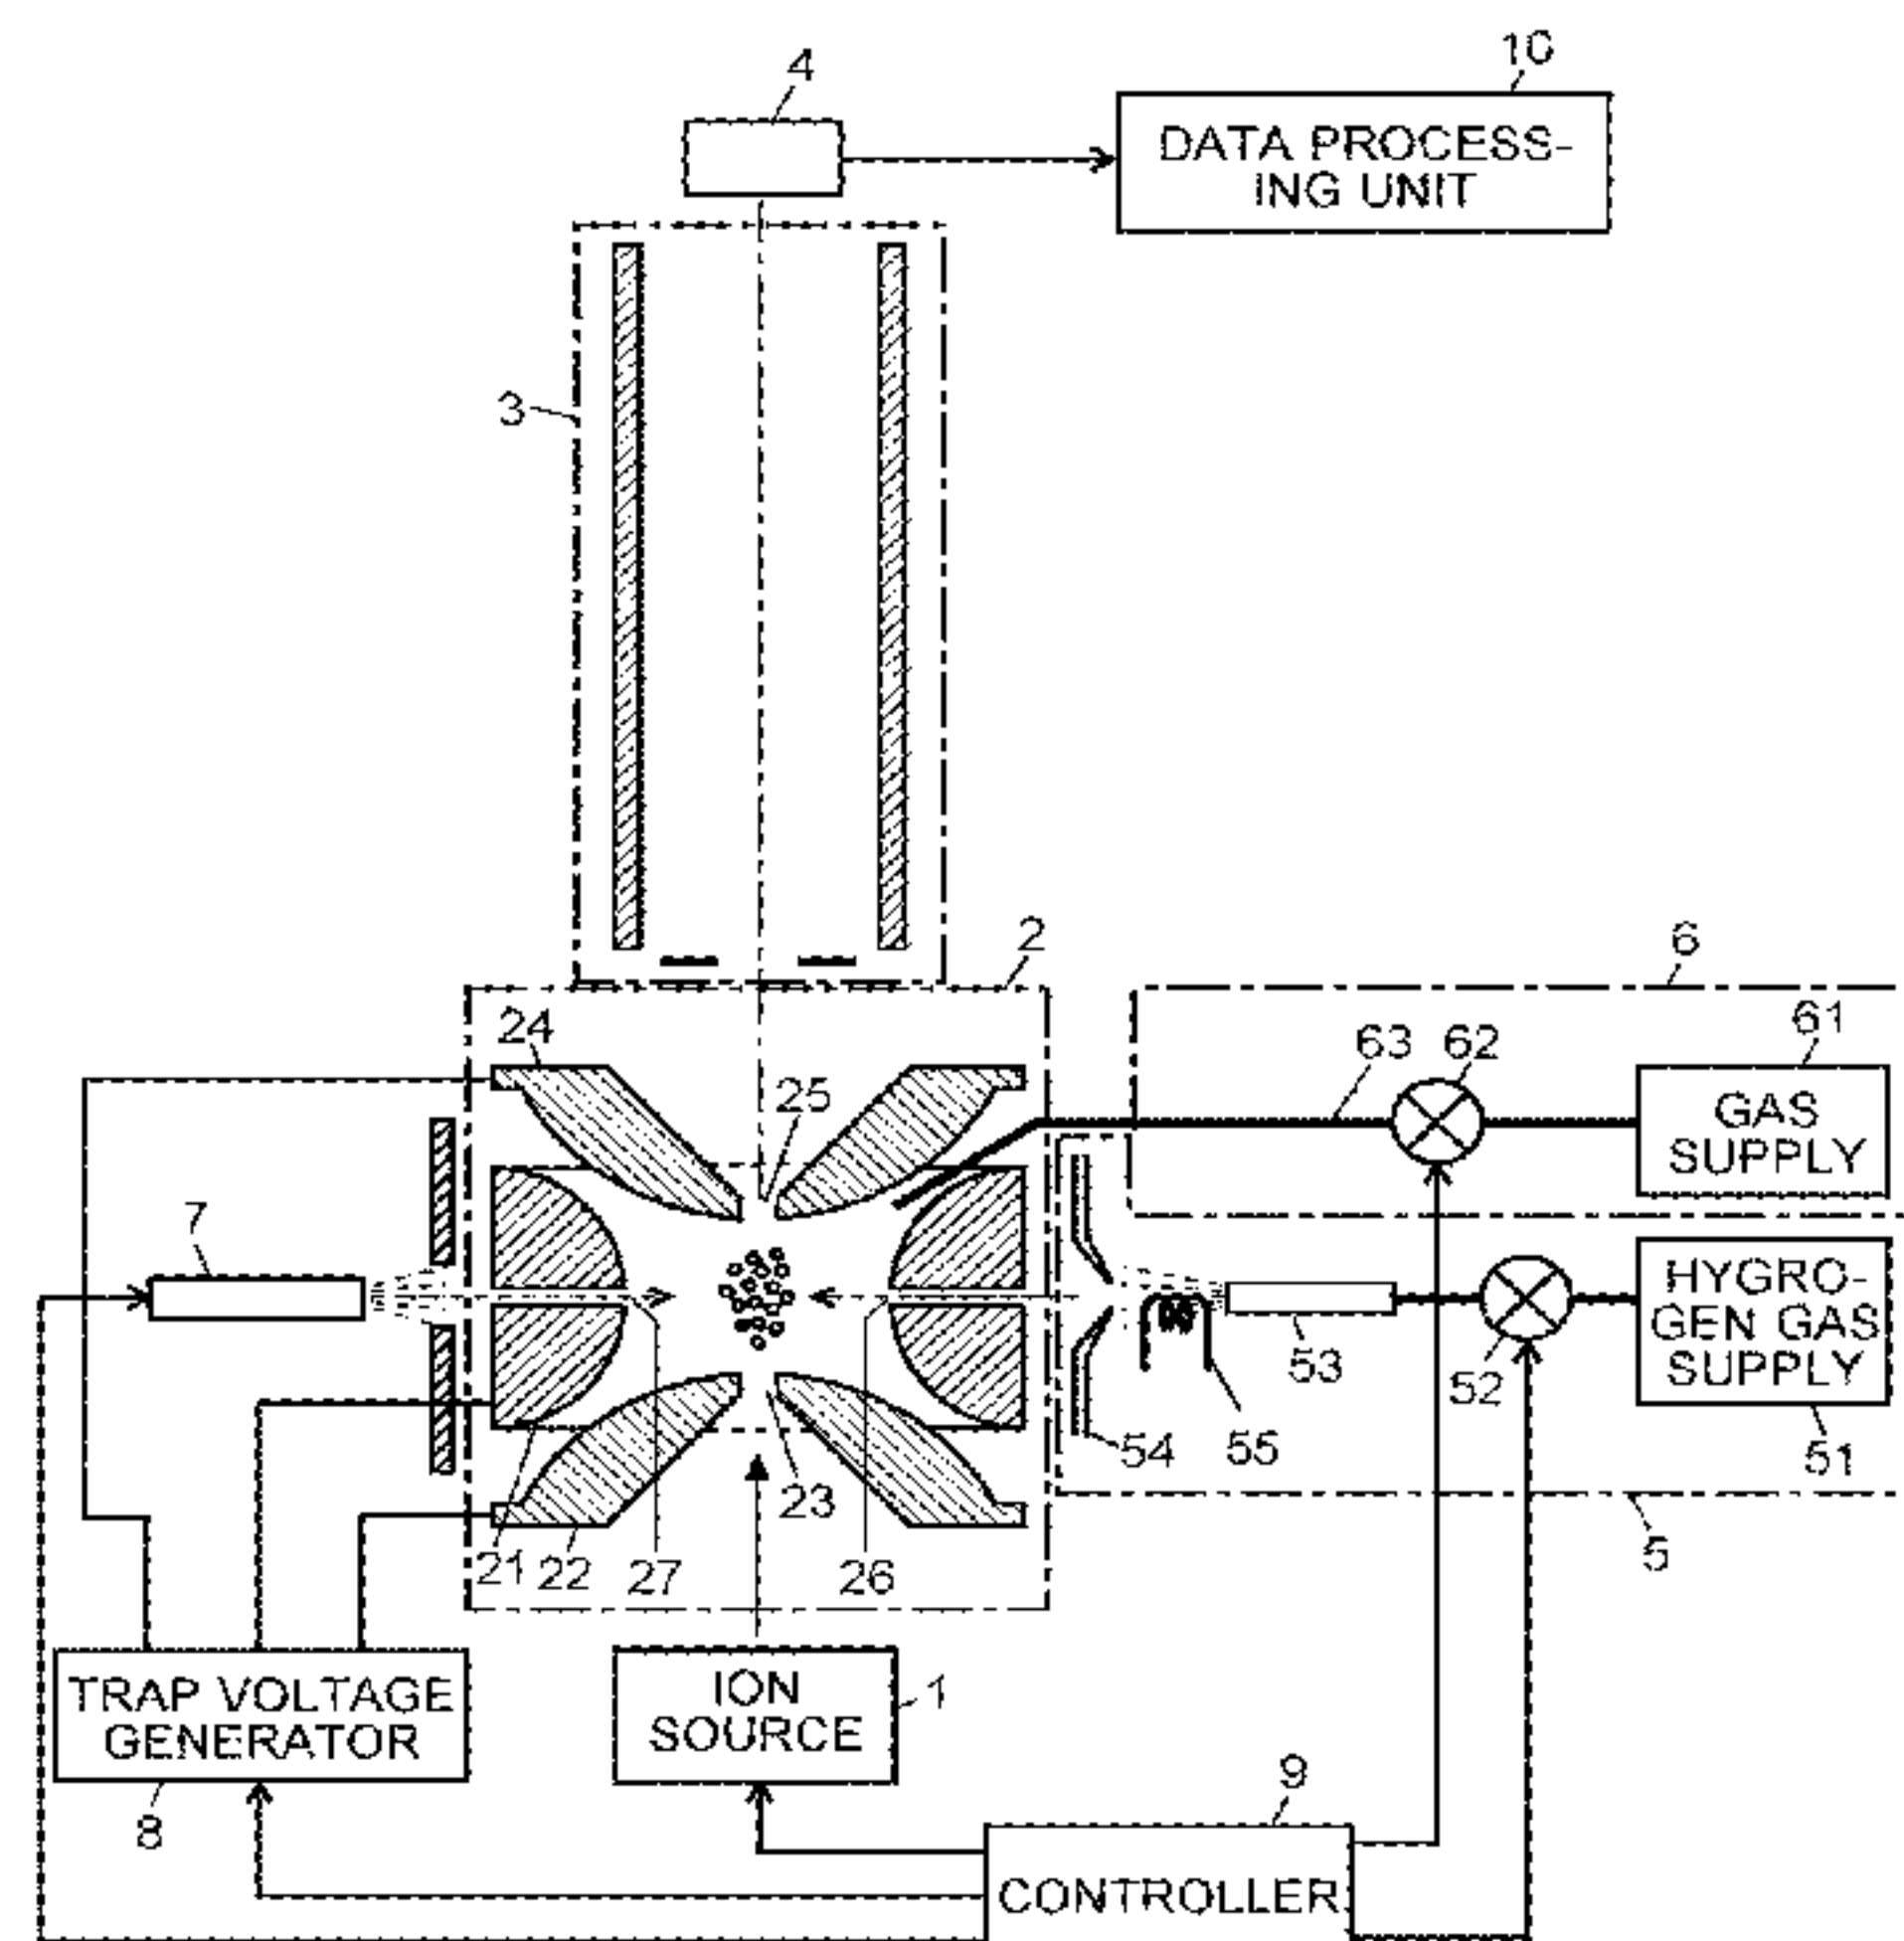 4
10
DATA PROCESS-
ING UNIT
3
2
6
24
25
63
62
61
GAS
SUPPLY
7
HYGRO-
GEN GAS
SUPPLY
53
52
54
55
51
23
21
22
27
26
5
TRAP VOLTAGE
GENERATOR
ION
SOURCE
1
8
9
CONTROLLER